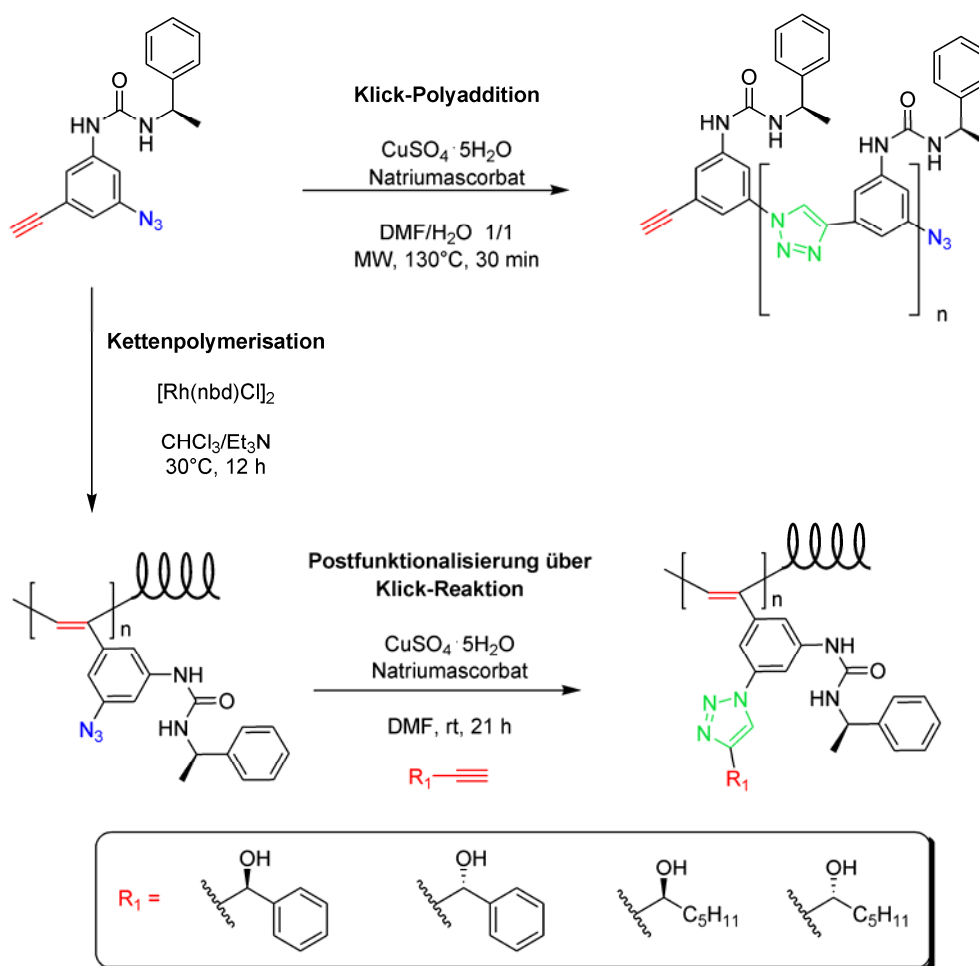 O
N
H
N
H
N₃
Klick-Polyaddition
CuSO₄·5H₂O
Natriumascorbat
DMF/H₂O 1/1
MW, 130°C, 30 min
O
N
H
N
H
O
N
H
N
H
N
N
N
N₃
n
Kettenpolymerisation
[Rh(nbd)Cl]₂
CHCl₃/Et₃N
30°C, 12 h
n
N₃
NH
O
HN
Postfunktionalisierung über
Klick-Reaktion
CuSO₄·5H₂O
Natriumascorbat
DMF, rt, 21 h
R₁
n
NH
O
HN
N
N
N
R₁
R₁ =
OH
OH
OH
C₅H₁₁
OH
C₅H₁₁